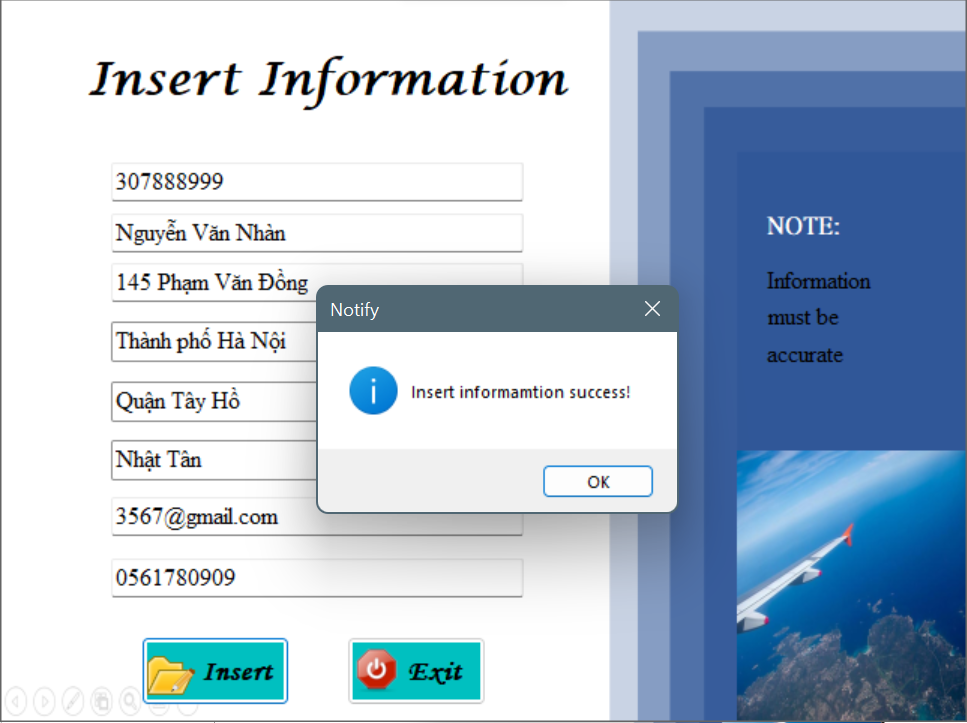 Insert Information
307888999
Nguyễn Văn Nhàn
145 Phạm Văn Đồng
Thành phố Hà Nội
Quận Tây Hồ
Nhật Tân
3567@gmail.com
0561780909
Insert
Exit
Notify
Insert informamtion success!
OK
NOTE:
Information
must be
accurate